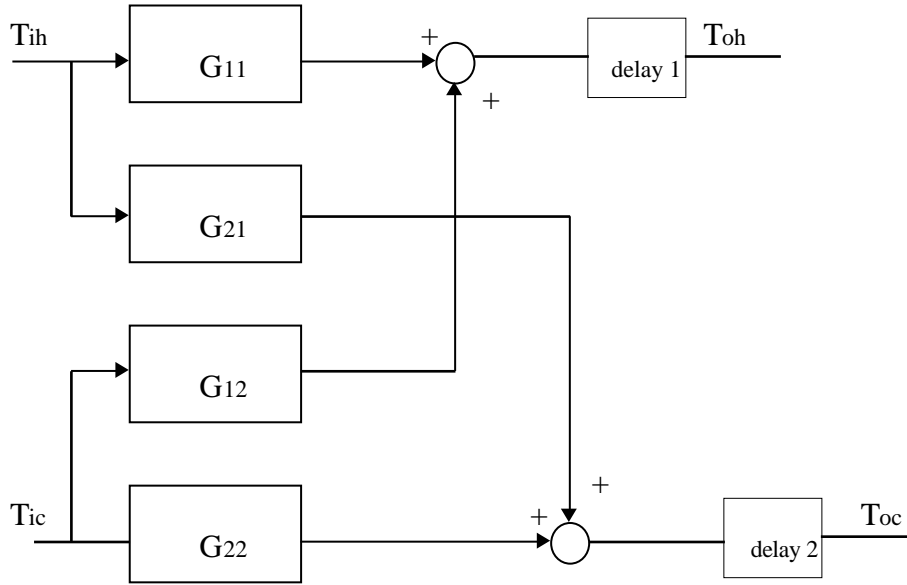 Tih
G11
+
delay 1
Toh
+
G21
G12
Tic
G22
+
+
delay 2
Toc